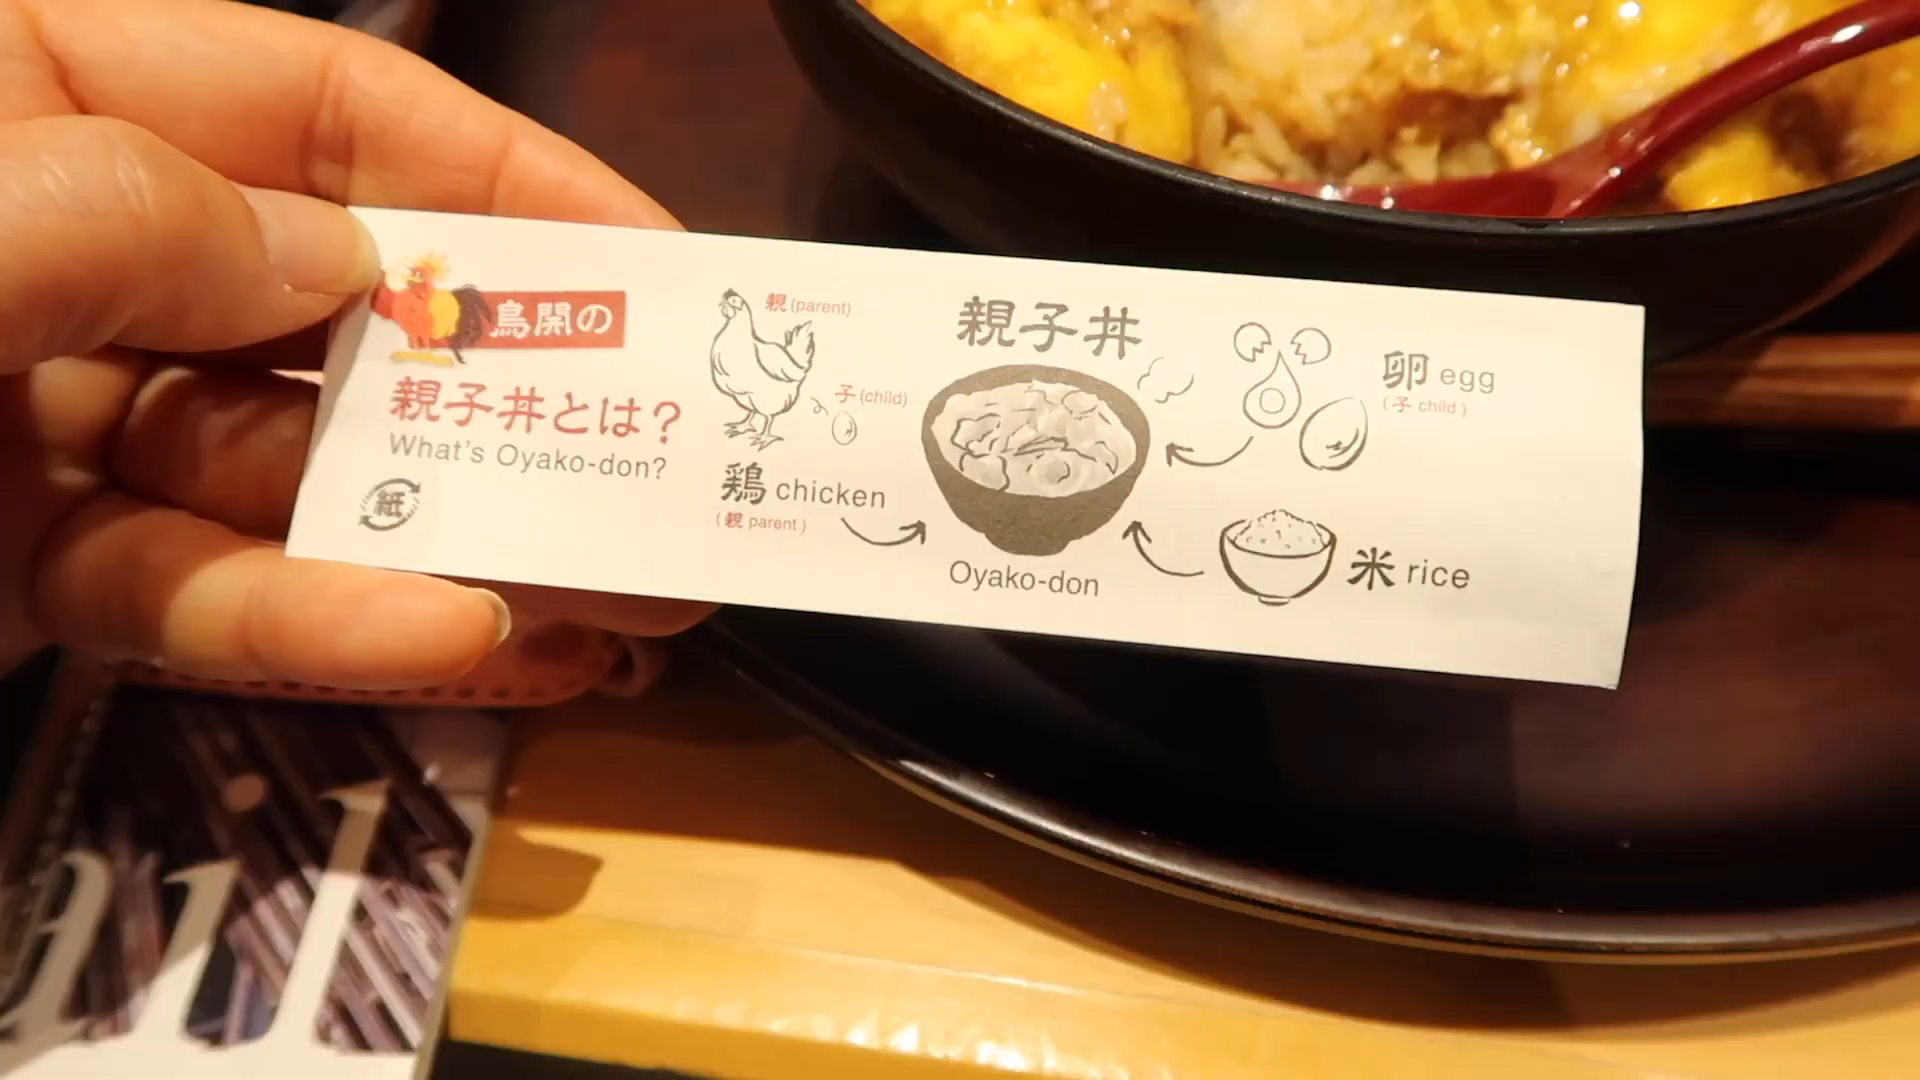 鳥開の
親子丼とは?
What's Oyako-don?
紙
親 (parent)
子 (child)
鶏 chicken
(親 parent)
親子丼
Oyako-don
卵 egg
(子 child)
米 rice